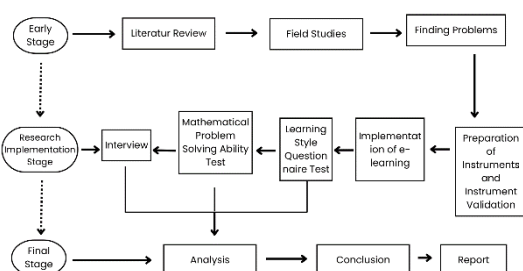 Early
Stage
Literatur Review
Field Studies
Finding Problems
Research
Implementation
Stage
Interview
Mathematical
Problem
Solving Ability
Test
Learning
Style
Question
naire Test
Implementat
ion of e-
learning
Preparation
of
Instruments
and
Instrument
Validation
Final
Stage
Analysis
Conclusion
Report